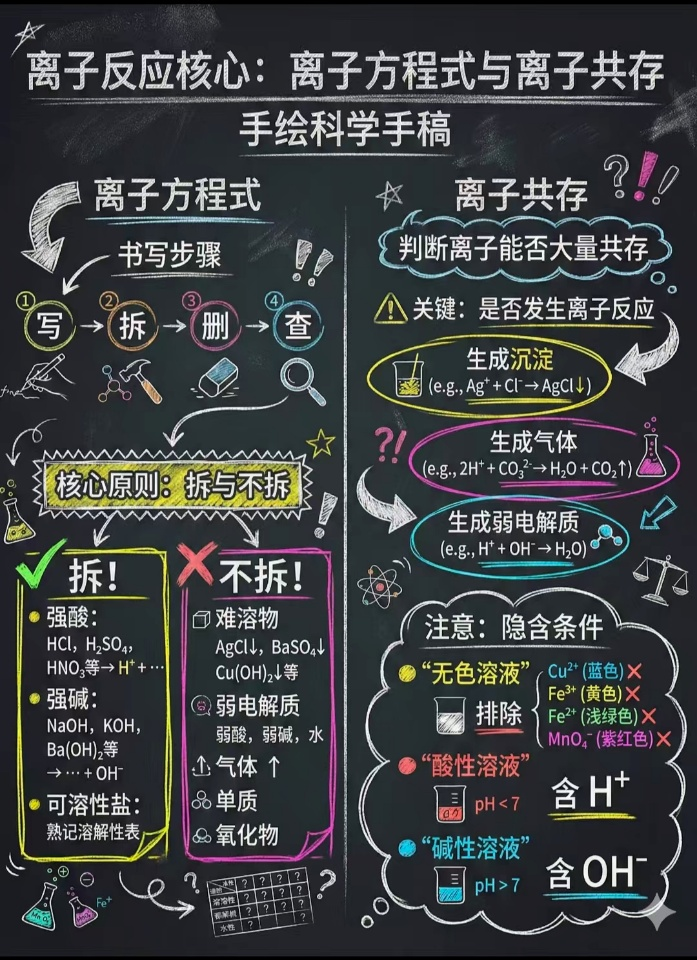 离子反应核心：离子方程式与离子共存
手绘科学手稿
离子方程式
书写步骤
① ② ③ ④
写 → 拆 → 删 → 查
核心原则：拆与不拆
拆！
强酸：
HCl，H₂SO₄，
HNO₃等→ H⁺+⋯
强碱：
NaOH，KOH，
Ba(OH)₂等
→⋯+OH⁻
可溶性盐：
熟记溶解性表
不拆！
难溶物
AgCl↓，BaSO₄↓
Cu(OH)₂↓等
弱电解质
弱酸，弱碱，水
气体 ↑
单质
氧化物
Fe⁺
溶溶性
水性
离子共存
?!!
判断离子能否大量共存
关键：是否发生离子反应
生成沉淀
(e.g., Ag⁺+Cl⁻→AgCl↓)
?!
生成气体
(e.g., 2H⁺+CO₃²⁻→H₂O+CO₂↑)
生成弱电解质
(e.g., H⁺+OH⁻→H₂O)
注意：隐含条件
“无色溶液”
排除
Cu²⁺(蓝色)✕
Fe³⁺(黄色)✕
Fe²⁺(浅绿色)✕
MnO₄⁻(紫红色)✕
“酸性溶液”
pH<7
含H⁺
“碱性溶液”
pH>7
含OH⁻